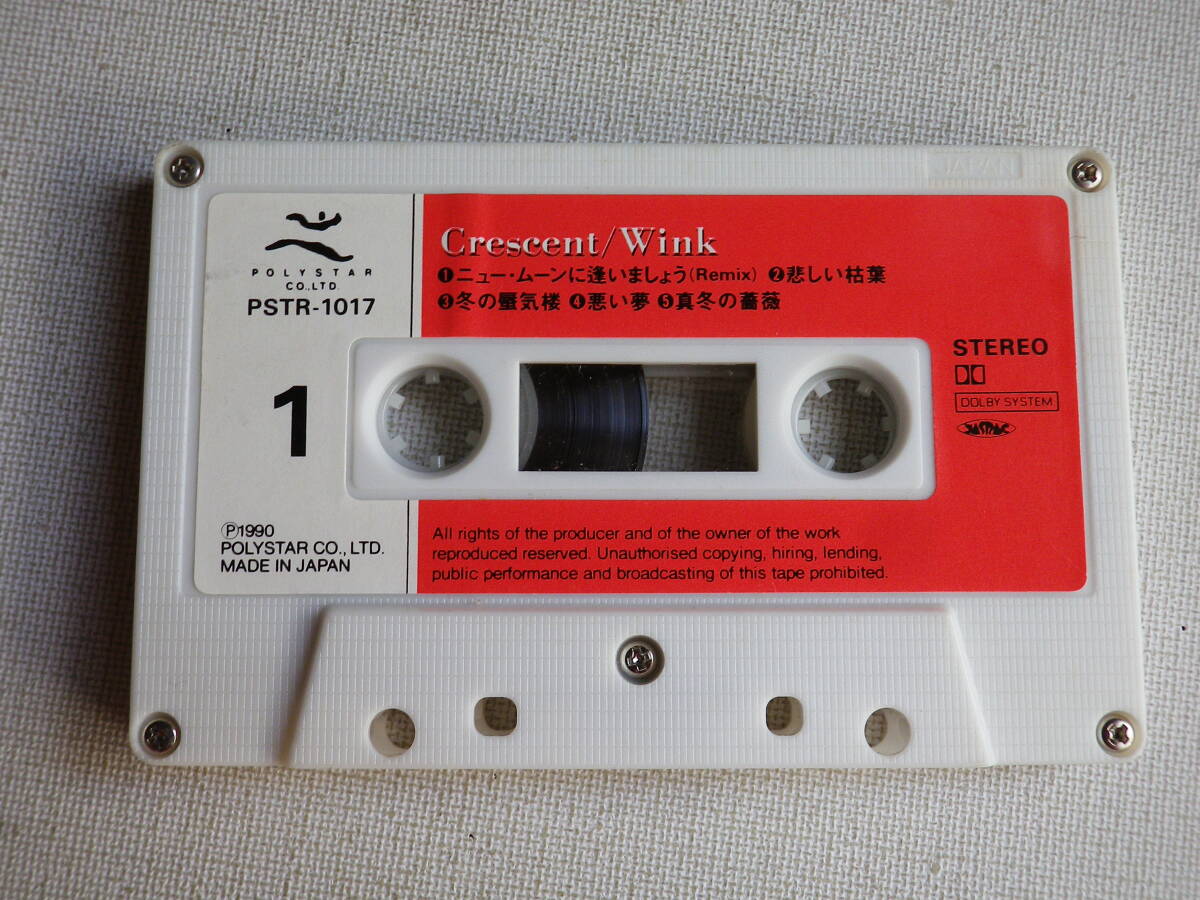 JAPAN
POLYSTAR
CO.,LTD.
PSTR-1017
1
Ⓟ1990
POLYSTAR CO., LTD.
MADE IN JAPAN
Crescent/Wink
❶ニュー・ムーンに逢いましょう(Remix) ❷悲しい枯葉
❸冬の蜃気楼 ❹悪い夢 ❺真冬の薔薇
STEREO
DOLBY SYSTEM
JASRAC
All rights of the producer and of the owner of the work
reproduced reserved. Unauthorised copying, hiring, lending,
public performance and broadcasting of this tape prohibited.